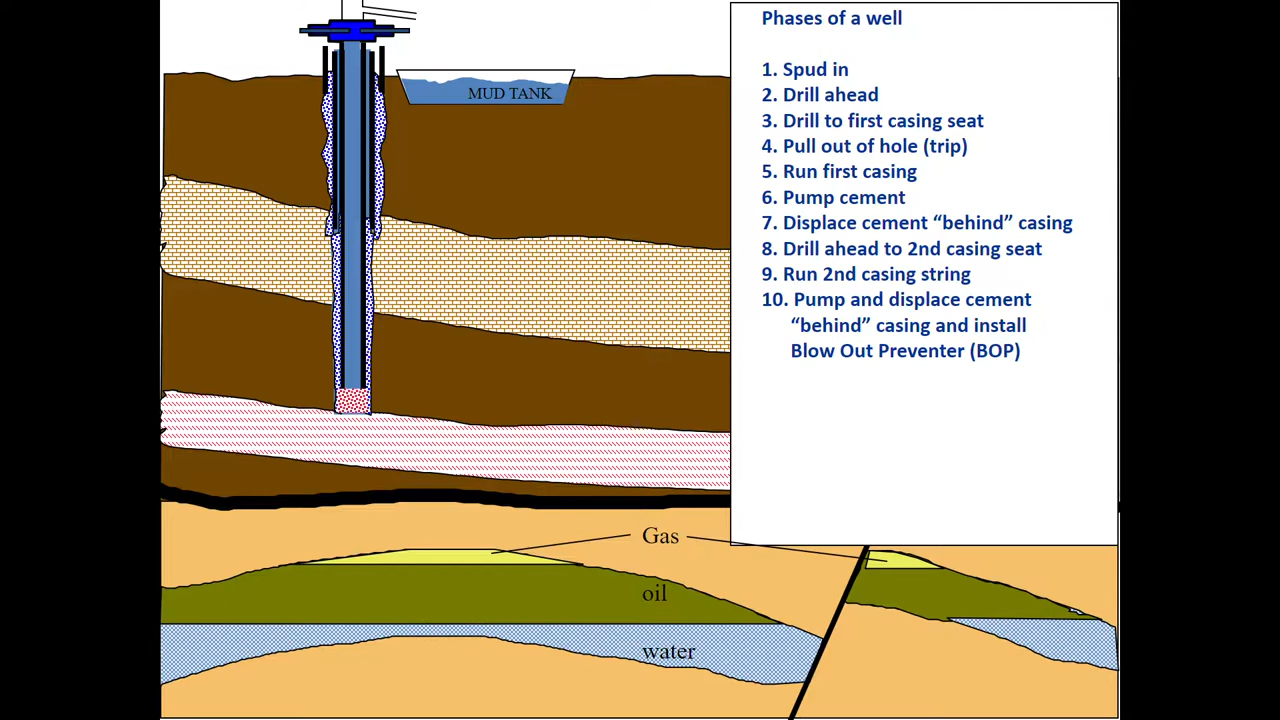 Phases of a well
1. Spud in
2. Drill ahead
3. Drill to first casing seat
4. Pull out of hole (trip)
5. Run first casing
6. Pump cement
7. Displace cement “behind” casing
8. Drill ahead to 2nd casing seat
9. Run 2nd casing string
10. Pump and displace cement
“behind” casing and install
Blow Out Preventer (BOP)
MUD TANK
Gas
oil
water